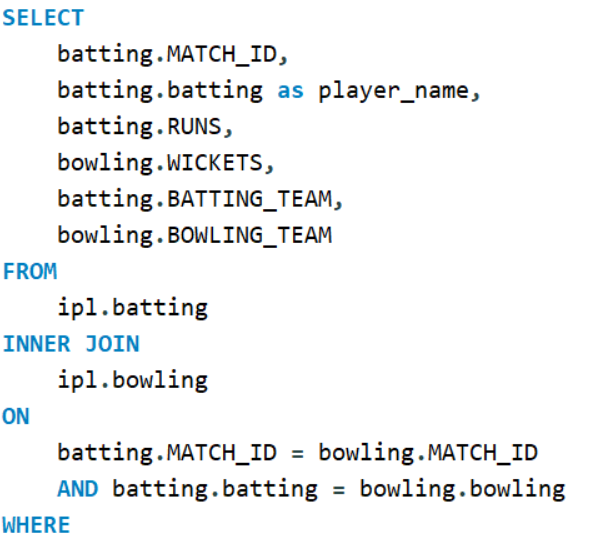 SELECT
batting.MATCH_ID,
batting.batting as player_name,
batting.RUNS,
bowling.WICKETS,
batting.BATTING_TEAM,
bowling.BOWLING_TEAM
FROM
ipl.batting
INNER JOIN
ipl.bowling
ON
batting.MATCH_ID = bowling.MATCH_ID
AND batting.batting = bowling.bowling
WHERE